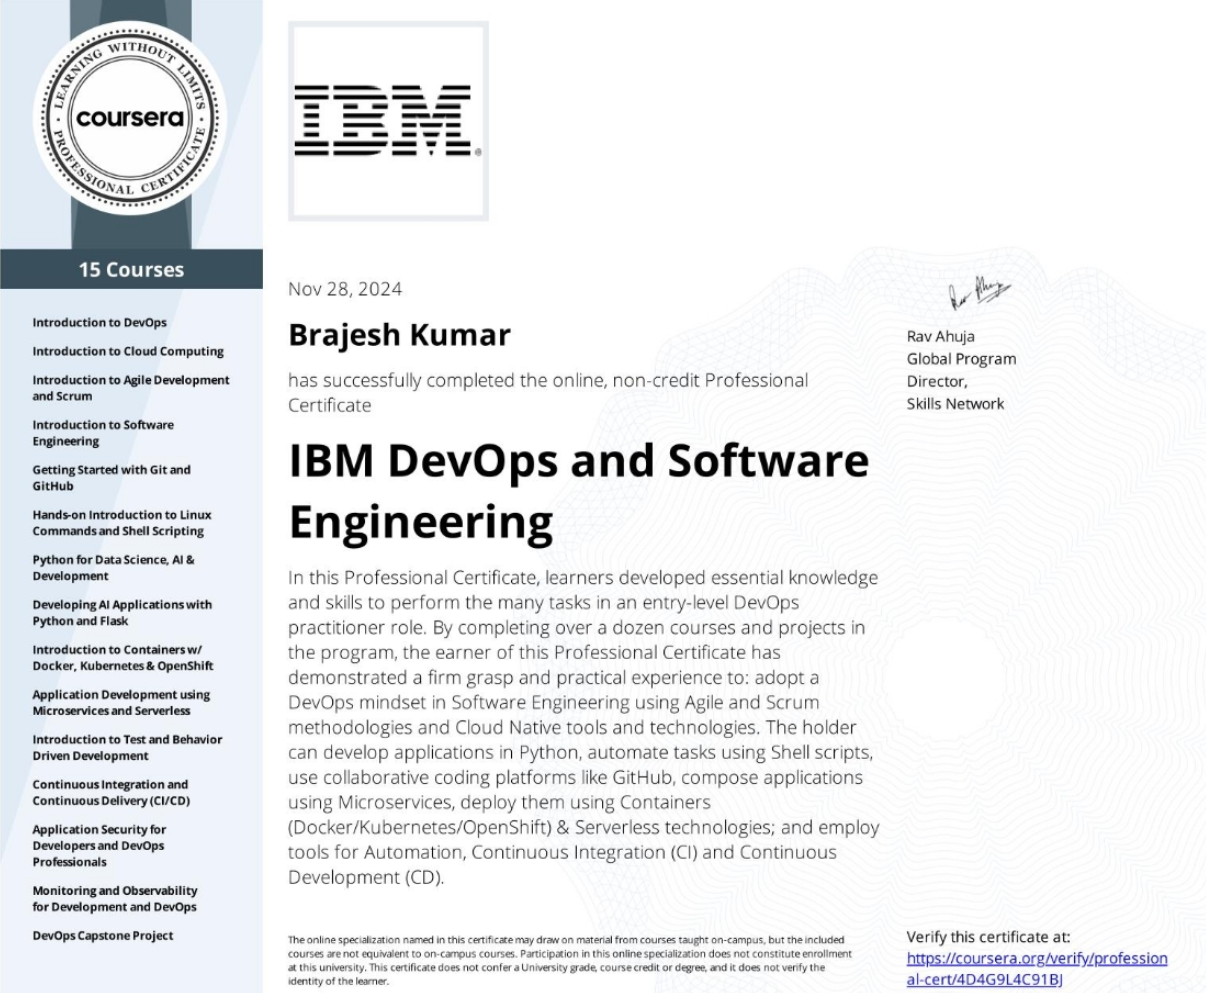 LEARNING WITHOUT LIMITS
coursera
PROFESSIONAL CERTIFICATE
IBM®
15 Courses
Introduction to DevOps
Introduction to Cloud Computing
Introduction to Agile Development
and Scrum
Introduction to Software
Engineering
Getting Started with Git and
GitHub
Hands-on Introduction to Linux
Commands and Shell Scripting
Python for Data Science, AI &
Development
Developing AI Applications with
Python and Flask
Introduction to Containers w/
Docker, Kubernetes & OpenShift
Application Development using
Microservices and Serverless
Introduction to Test and Behavior
Driven Development
Continuous Integration and
Continuous Delivery (CI/CD)
Application Security for
Developers and DevOps
Professionals
Monitoring and Observability
for Development and DevOps
DevOps Capstone Project
Nov 28, 2024
Brajesh Kumar
has successfully completed the online, non-credit Professional
Certificate
IBM DevOps and Software
Engineering
In this Professional Certificate, learners developed essential knowledge
and skills to perform the many tasks in an entry-level DevOps
practitioner role. By completing over a dozen courses and projects in
the program, the earner of this Professional Certificate has
demonstrated a firm grasp and practical experience to: adopt a
DevOps mindset in Software Engineering using Agile and Scrum
methodologies and Cloud Native tools and technologies. The holder
can develop applications in Python, automate tasks using Shell scripts,
use collaborative coding platforms like GitHub, compose applications
using Microservices, deploy them using Containers
(Docker/Kubernetes/OpenShift) & Serverless technologies; and employ
tools for Automation, Continuous Integration (CI) and Continuous
Development (CD).
The online specialization named in this certificate may draw on material from courses taught on-campus, but the included
courses are not equivalent to on-campus courses. Participation in this online specialization does not constitute enrollment
at this university. This certificate does not confer a University grade, course credit or degree, and it does not verify the
identity of the learner.
Rav Ahuja
Rav Ahuja
Global Program
Director,
Skills Network
Verify this certificate at:
https://coursera.org/verify/profession
al-cert/4D4G9L4C91BJ